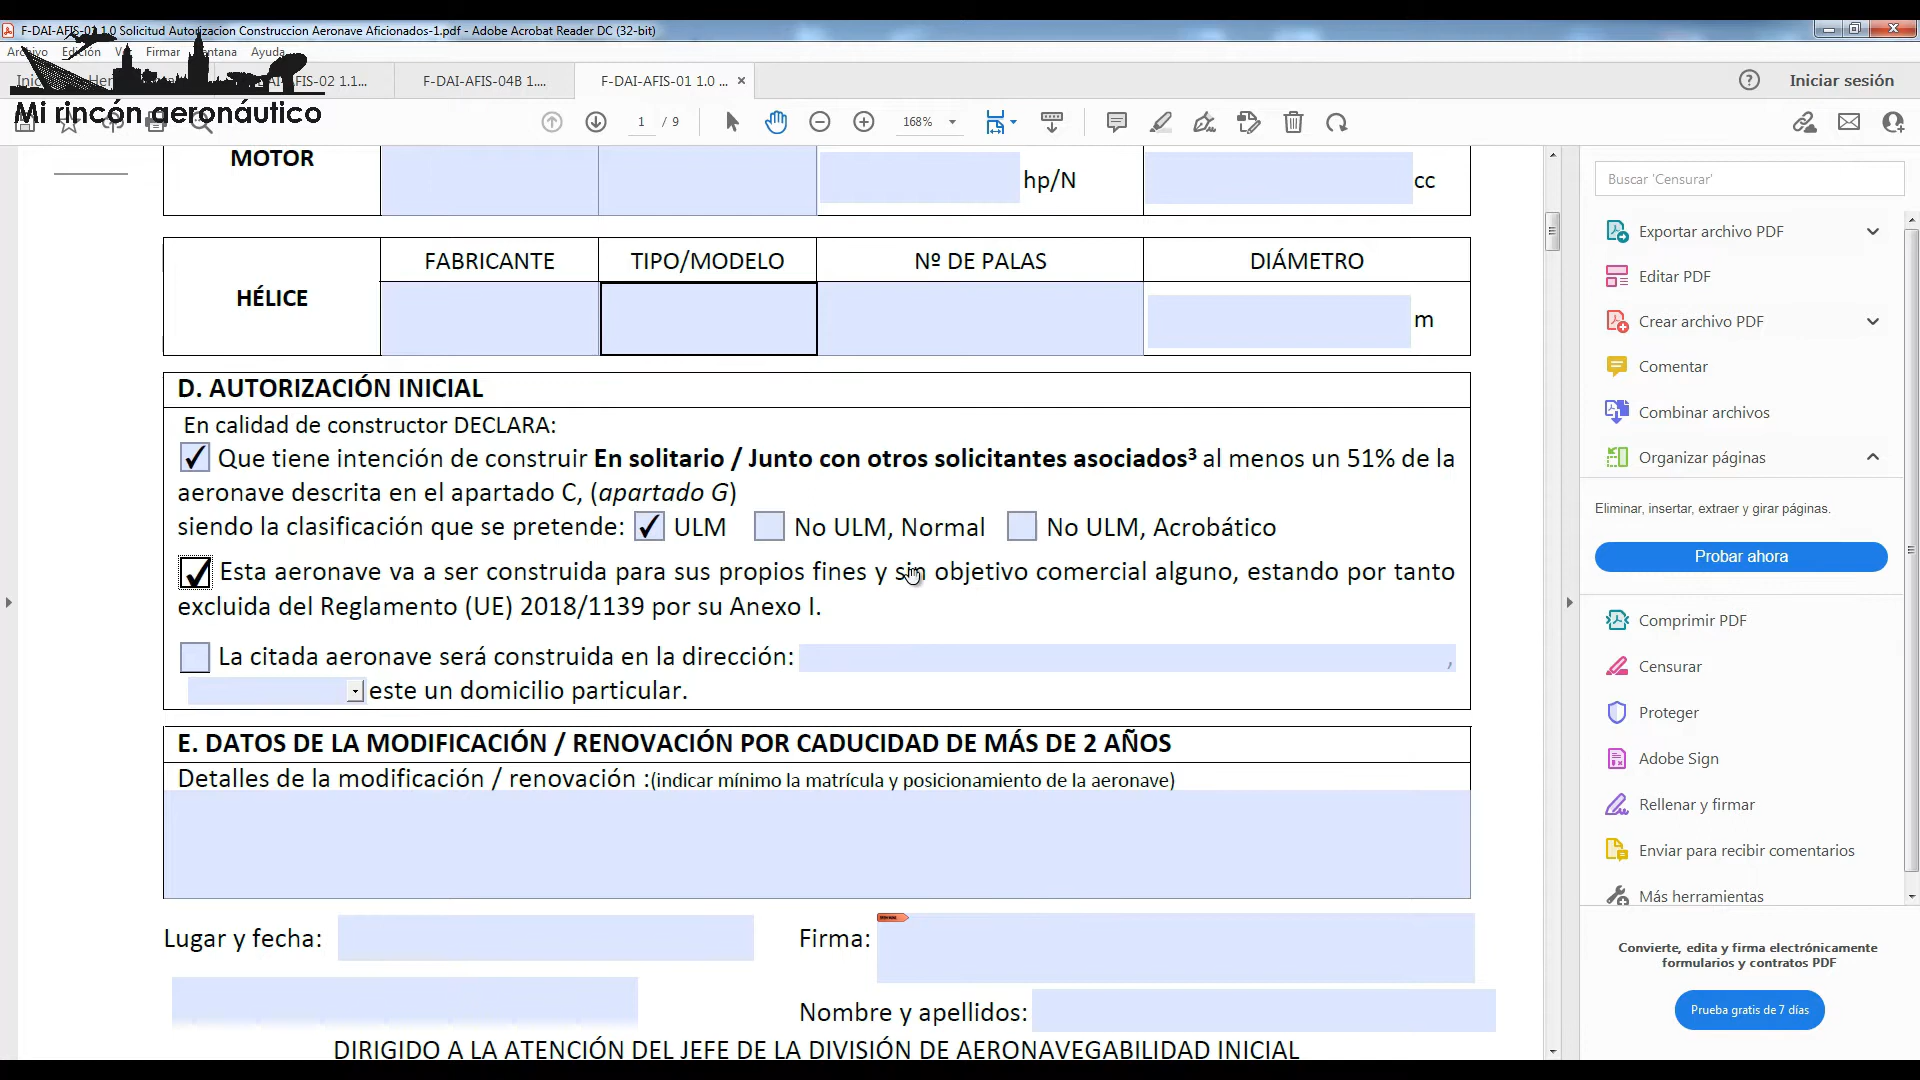 F-DAI-AFIS-01 1.0 Solicitud Autorizacion Construccion Aeronave Aficionados-1.pdf - Adobe Acrobat Reader DC (32-bit)
Archivo Edición Firmar Ayuda
AFIS-02 1.1... F-DAI-AFIS-04B 1.... F-DAI-AFIS-01 1.0 ... × Iniciar sesión
Mi rincón aeronáutico
1 / 9 168%
MOTOR hp/N cc
FABRICANTE TIPO/MODELO Nº DE PALAS DIÁMETRO
HÉLICE m
D. AUTORIZACIÓN INICIAL
En calidad de constructor DECLARA:
Que tiene intención de construir En solitario / Junto con otros solicitantes asociados³ al menos un 51% de la
aeronave descrita en el apartado C, (apartado G)
siendo la clasificación que se pretende: ULM No ULM, Normal No ULM, Acrobático
Esta aeronave va a ser construida para sus propios fines y sin objetivo comercial alguno, estando por tanto
excluida del Reglamento (UE) 2018/1139 por su Anexo I.
La citada aeronave será construida en la dirección: ,
este un domicilio particular.
E. DATOS DE LA MODIFICACIÓN / RENOVACIÓN POR CADUCIDAD DE MÁS DE 2 AÑOS
Detalles de la modificación / renovación :(indicar mínimo la matrícula y posicionamiento de la aeronave)
Lugar y fecha: Firma:
Nombre y apellidos:
DIRIGIDO A LA ATENCIÓN DEL JEFE DE LA DIVISIÓN DE AERONAVEGABILIDAD INICIAL
Buscar 'Censurar'
Exportar archivo PDF
Editar PDF
Crear archivo PDF
Comentar
Combinar archivos
Organizar páginas
Eliminar, insertar, extraer y girar páginas.
Probar ahora
Comprimir PDF
Censurar
Proteger
Adobe Sign
Rellenar y firmar
Enviar para recibir comentarios
Más herramientas
Convierte, edita y firma electrónicamente
formularios y contratos PDF
Prueba gratis de 7 días